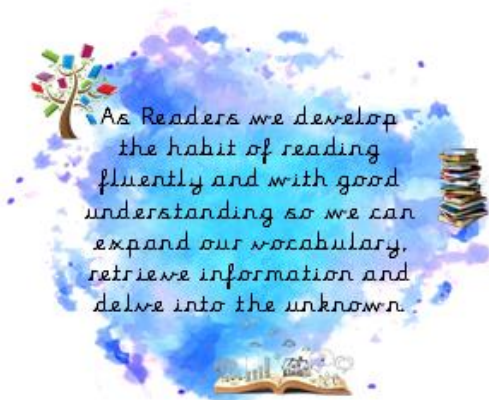 As Readers we develop
the habit of reading
fluently and with good
understanding so we can
expand our vocabulary,
retrieve information and
delve into the unknown